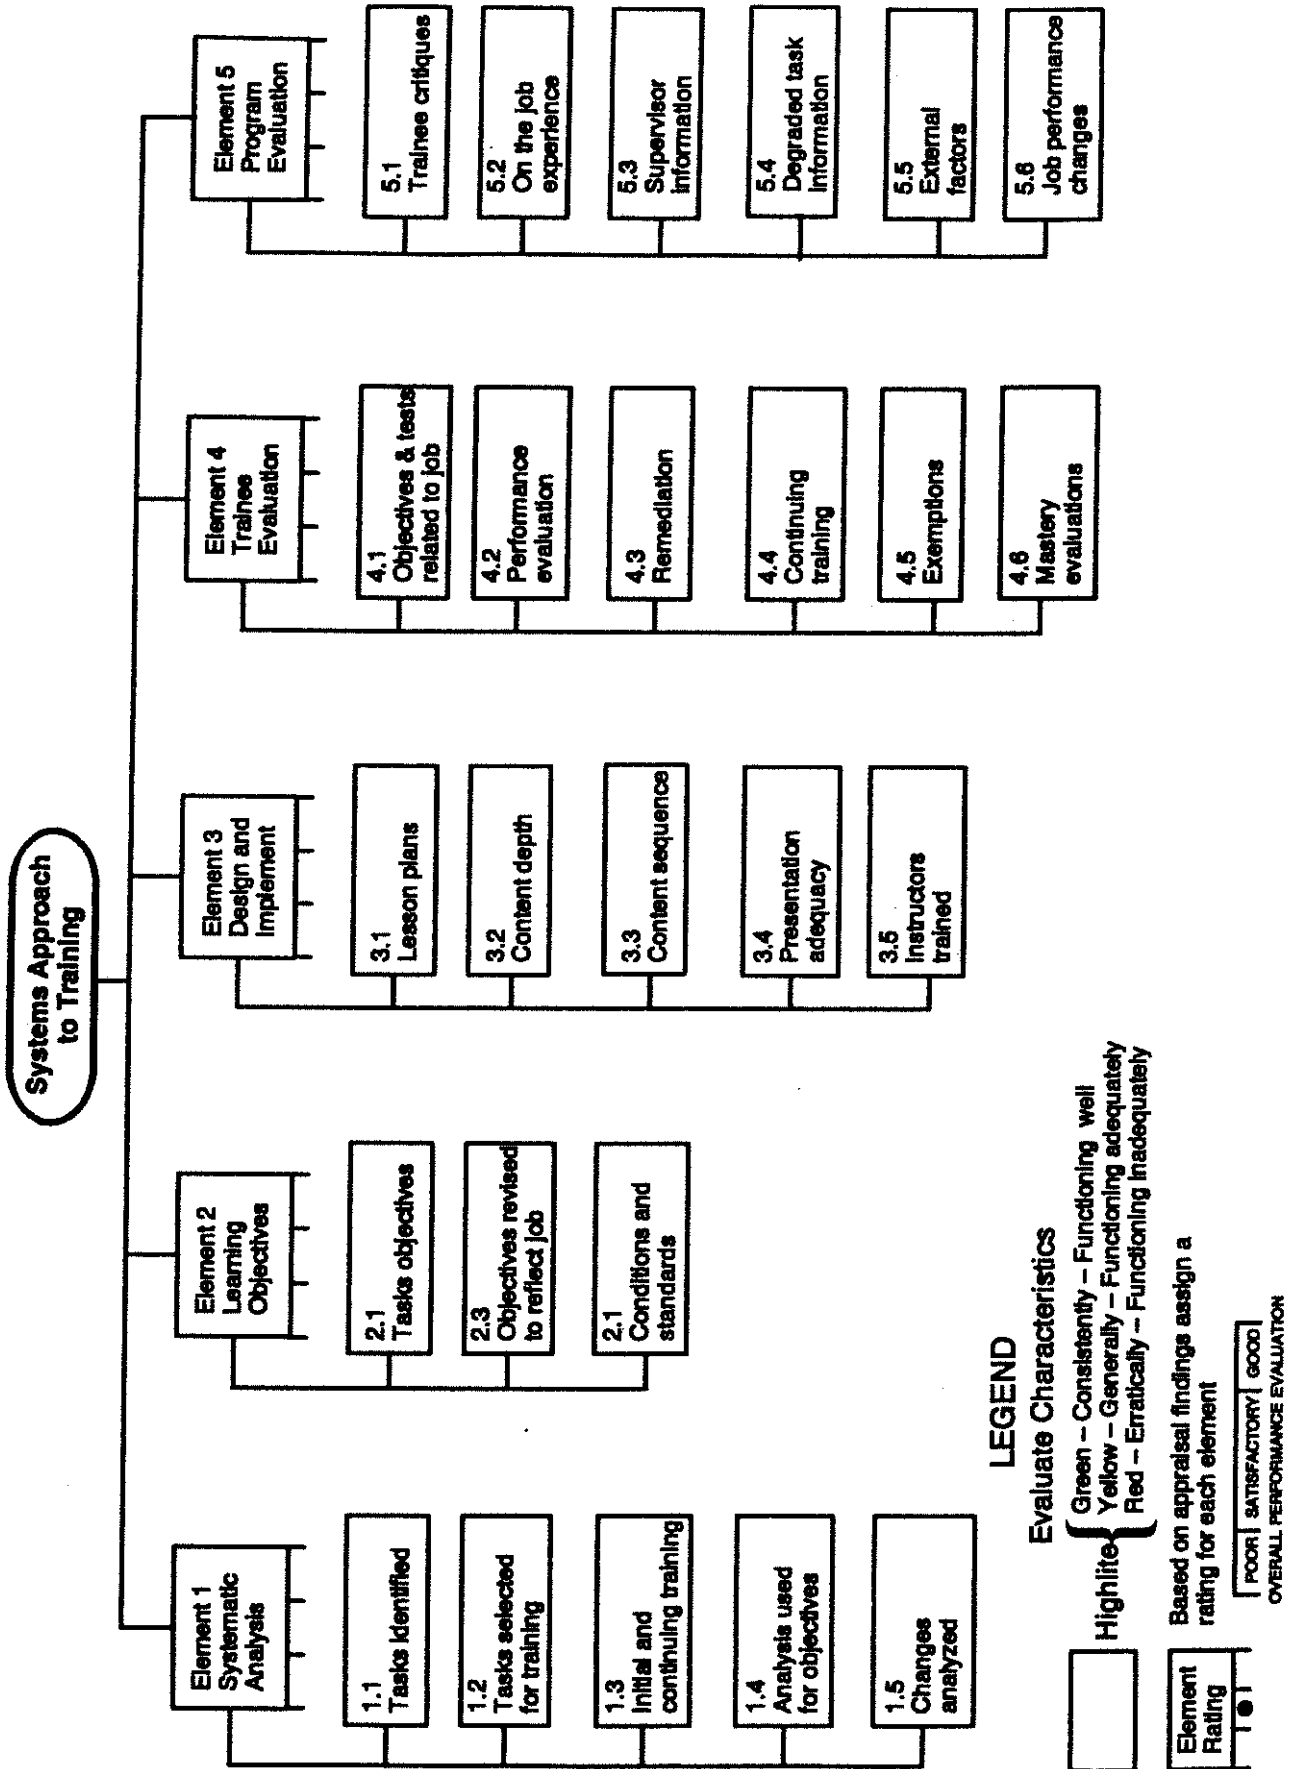 Systems Approach
to Training
Element 1
Systematic
Analysis
1.1
Tasks identified
1.2
Tasks selected
for training
1.3
Initial and
continuing training
1.4
Analysis used
for objectives
1.5
Changes
analyzed
Element 2
Learning
Objectives
2.1
Tasks objectives
2.3
Objectives revised
to reflect job
2.1
Conditions and
standards
Element 3
Design and
Implement
3.1
Lesson plans
3.2
Content depth
3.3
Content sequence
3.4
Presentation
adequacy
3.5
Instructors
trained
Element 4
Trainee
Evaluation
4.1
Objectives & tests
related to job
4.2
Performance
evaluation
4.3
Remediation
4.4
Continuing
training
4.5
Exemptions
4.6
Mastery
evaluations
Element 5
Program
Evaluation
5.1
Trainee critiques
5.2
On the job
experience
5.3
Supervisor
information
5.4
Degraded task
information
5.5
External
factors
5.6
Job performance
changes
LEGEND
Evaluate Characteristics
Highlite
Green – Consistently – Functioning well
Yellow – Generally – Functioning adequately
Red – Erratically – Functioning inadequately
Element
Rating
Based on appraisal findings assign a
rating for each element
POOR SATISFACTORY GOOD
OVERALL PERFORMANCE EVALUATION